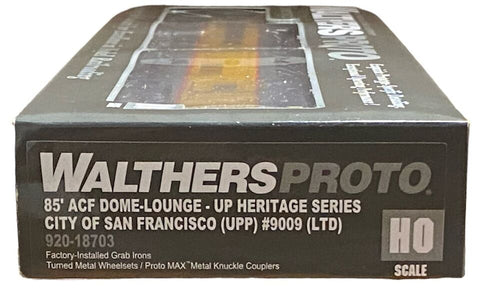 WALTHERSPROTO®
85' ACF DOME-LOUNGE - UP HERITAGE SERIES
CITY OF SAN FRANCISCO (UPP) #9009 (LTD)
920-18703
Factory-Installed Grab Irons
Turned Metal Wheelsets / Proto MAX™ Metal Knuckle Couplers
HO
SCALE